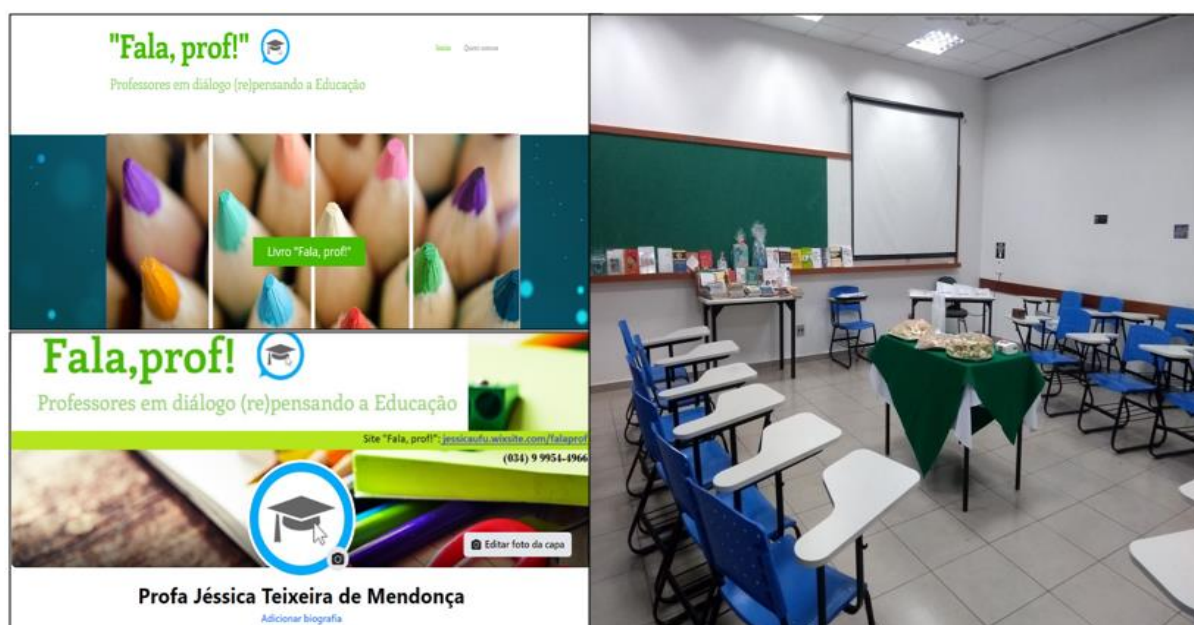 "Fala, prof!"
Início Quem somos
Professores em diálogo (re)pensando a Educação
Livro "Fala, prof!"
Fala,prof!
Professores em diálogo (re)pensando a Educação
Site "Fala, prof!": jessicaufu.wixsite.com/falaprof
(034) 9 9954-4966
Editar foto da capa
Profa Jéssica Teixeira de Mendonça
Adicionar biografia